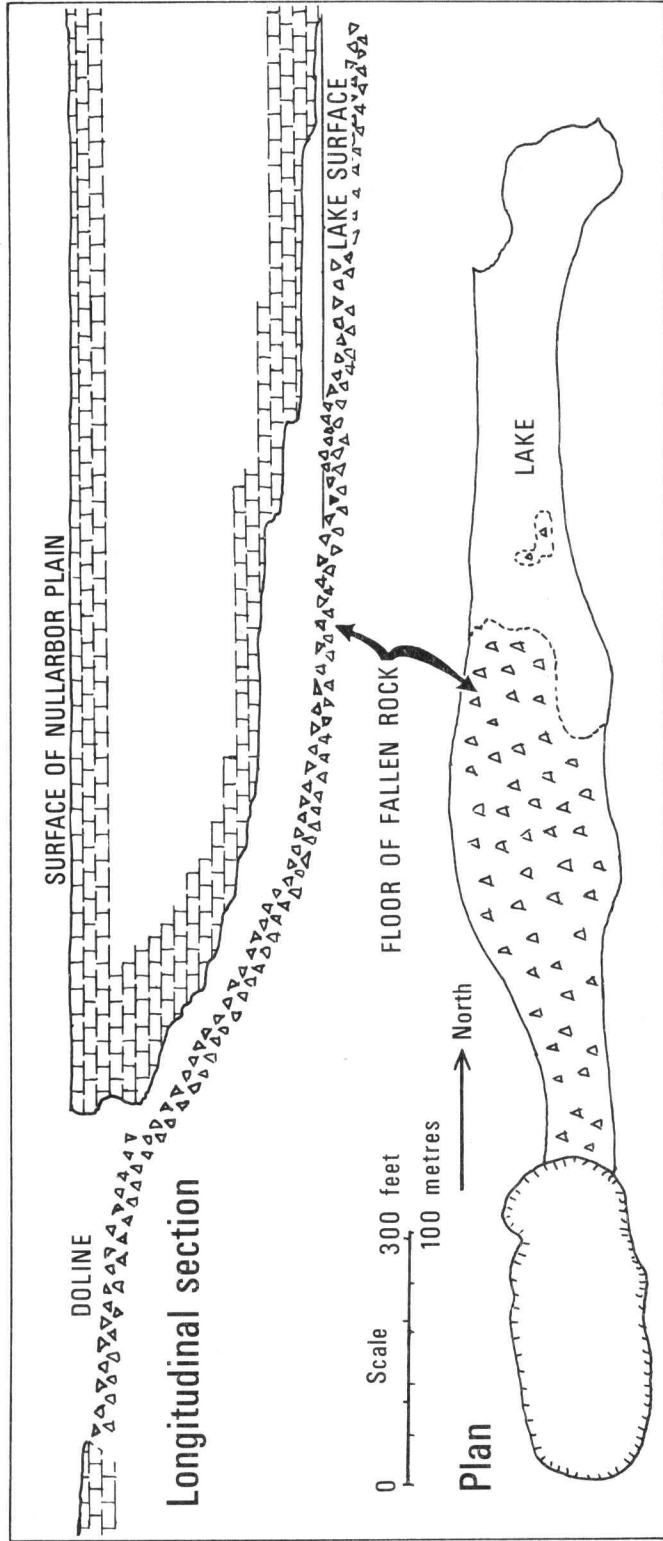 SURFACE OF NULLARBOR PLAIN
DOLINE
LAKE SURFACE
Longitudinal section
FLOOR OF FALLEN ROCK
Scale
0 300 feet
100 metres
North
LAKE
Plan